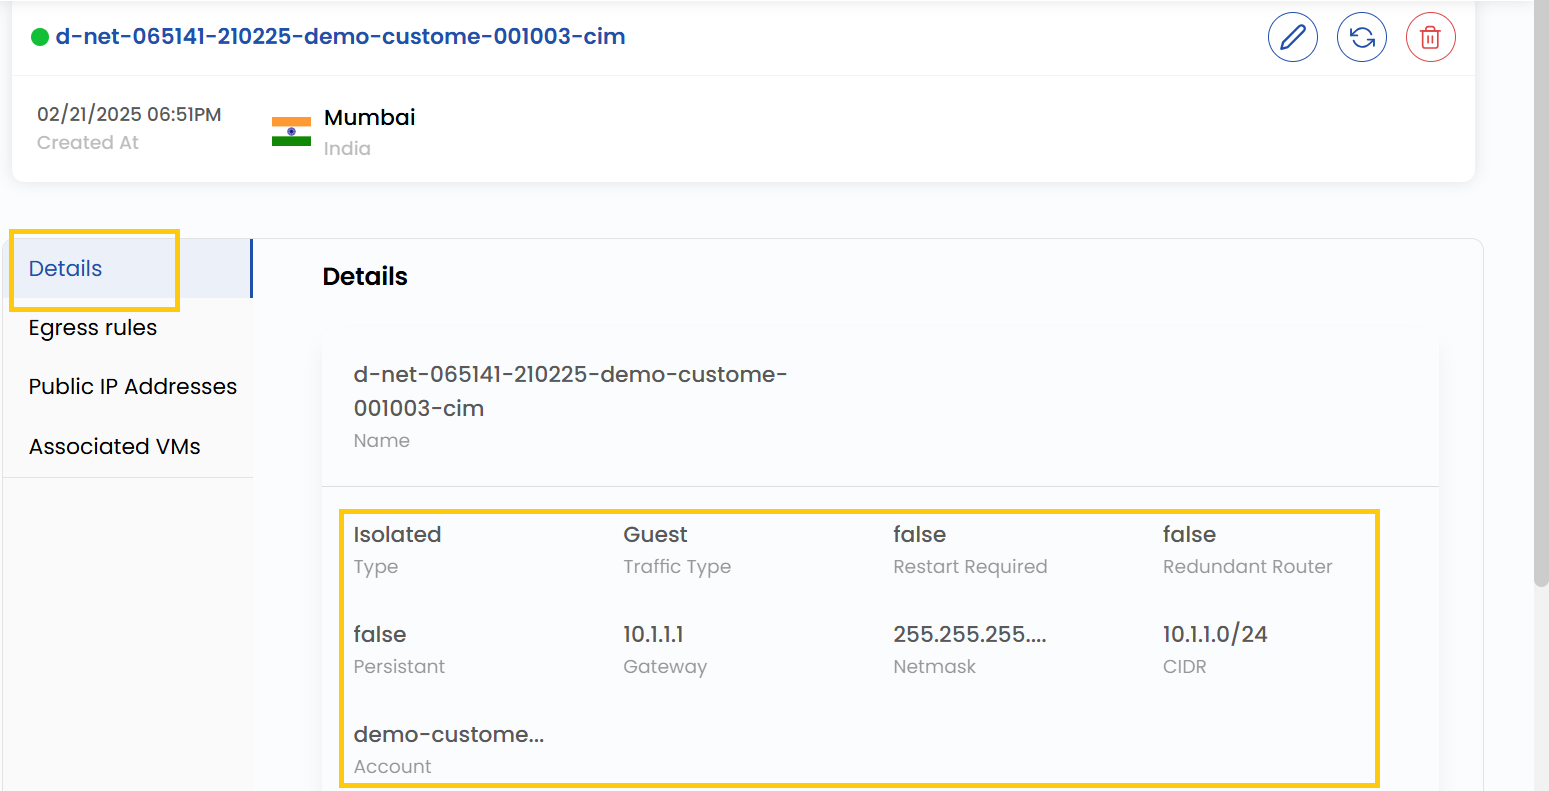 d-net-065141-210225-demo-custome-001003-cim
02/21/2025 06:51PM
Created At
Mumbai
India
Details
Egress rules
Public IP Addresses
Associated VMs
Details
d-net-065141-210225-demo-custome-
001003-cim
Name
Isolated
Type
Guest
Traffic Type
false
Restart Required
false
Redundant Router
false
Persistant
10.1.1.1
Gateway
255.255.255....
Netmask
10.1.1.0/24
CIDR
demo-custome...
Account